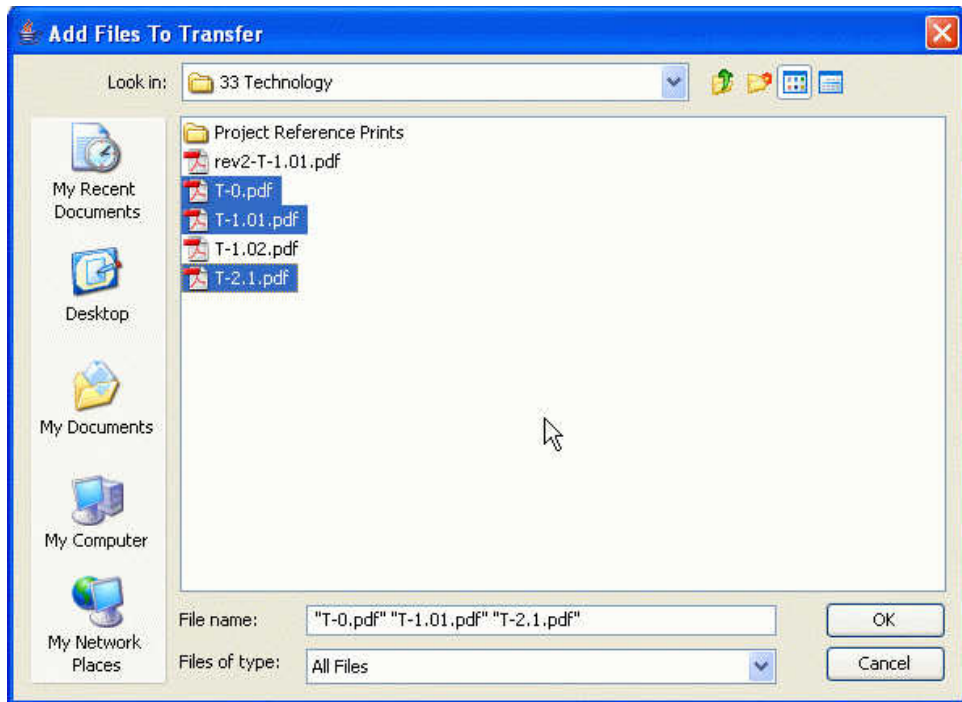 Add Files To Transfer
Look in:
33 Technology
My Recent
Documents
Desktop
My Documents
My Computer
My Network
Places
Project Reference Prints
rev2-T-1.01.pdf
T-0.pdf
T-1.01.pdf
T-1.02.pdf
T-2.1.pdf
File name:
"T-0.pdf" "T-1.01.pdf" "T-2.1.pdf"
OK
Files of type:
All Files
Cancel